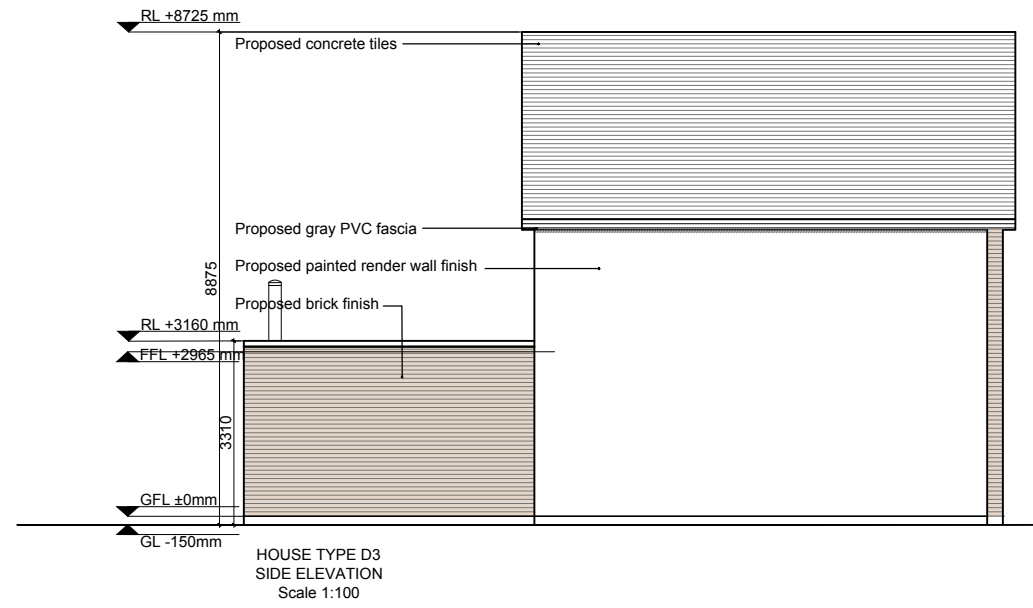 RL +8725 mm
Proposed concrete tiles
Proposed gray PVC fascia
Proposed painted render wall finish
8875
Proposed brick finish
RL +3160 mm
FFL +2965 mm
3310
GFL ±0mm
GL -150mm
HOUSE TYPE D3
SIDE ELEVATION
Scale 1:100